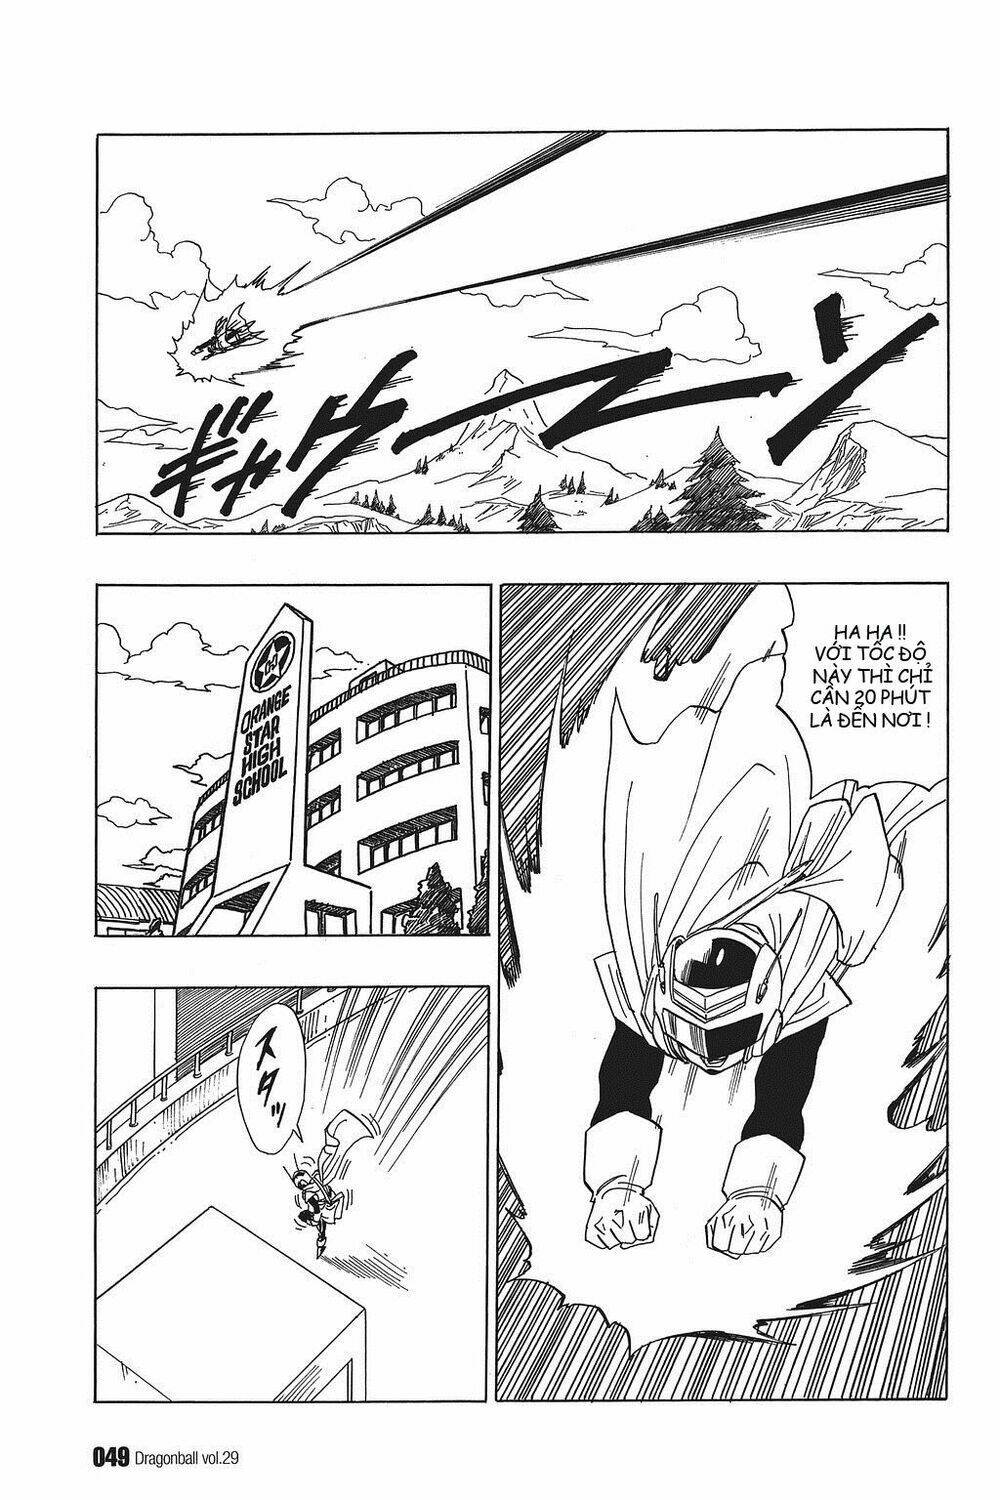 ギャウーーン
HA HA !!
VỚI TỐC ĐỘ
NÀY THÌ CHỈ
CẦN 20 PHÚT
LÀ ĐẾN NƠI !
ORANGE
STAR
HIGH
SCHOOL
スタッ
049 Dragonball vol.29